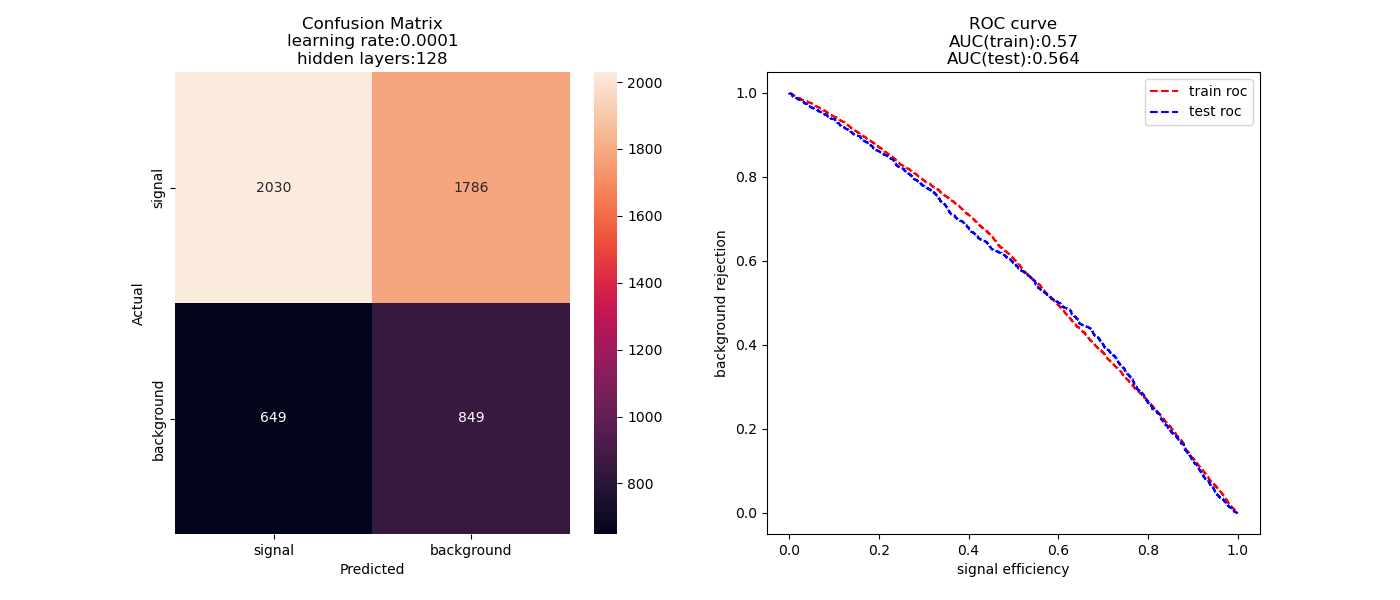 Confusion Matrix
learning rate:0.0001
hidden layers:128
signal
background
Actual
2030
1786
649
849
signal
background
Predicted
2000
1800
1600
1400
1200
1000
800
ROC curve
AUC(train):0.57
AUC(test):0.564
train roc
test roc
1.0
0.8
0.6
0.4
0.2
0.0
background rejection
0.0
0.2
0.4
0.6
0.8
1.0
signal efficiency